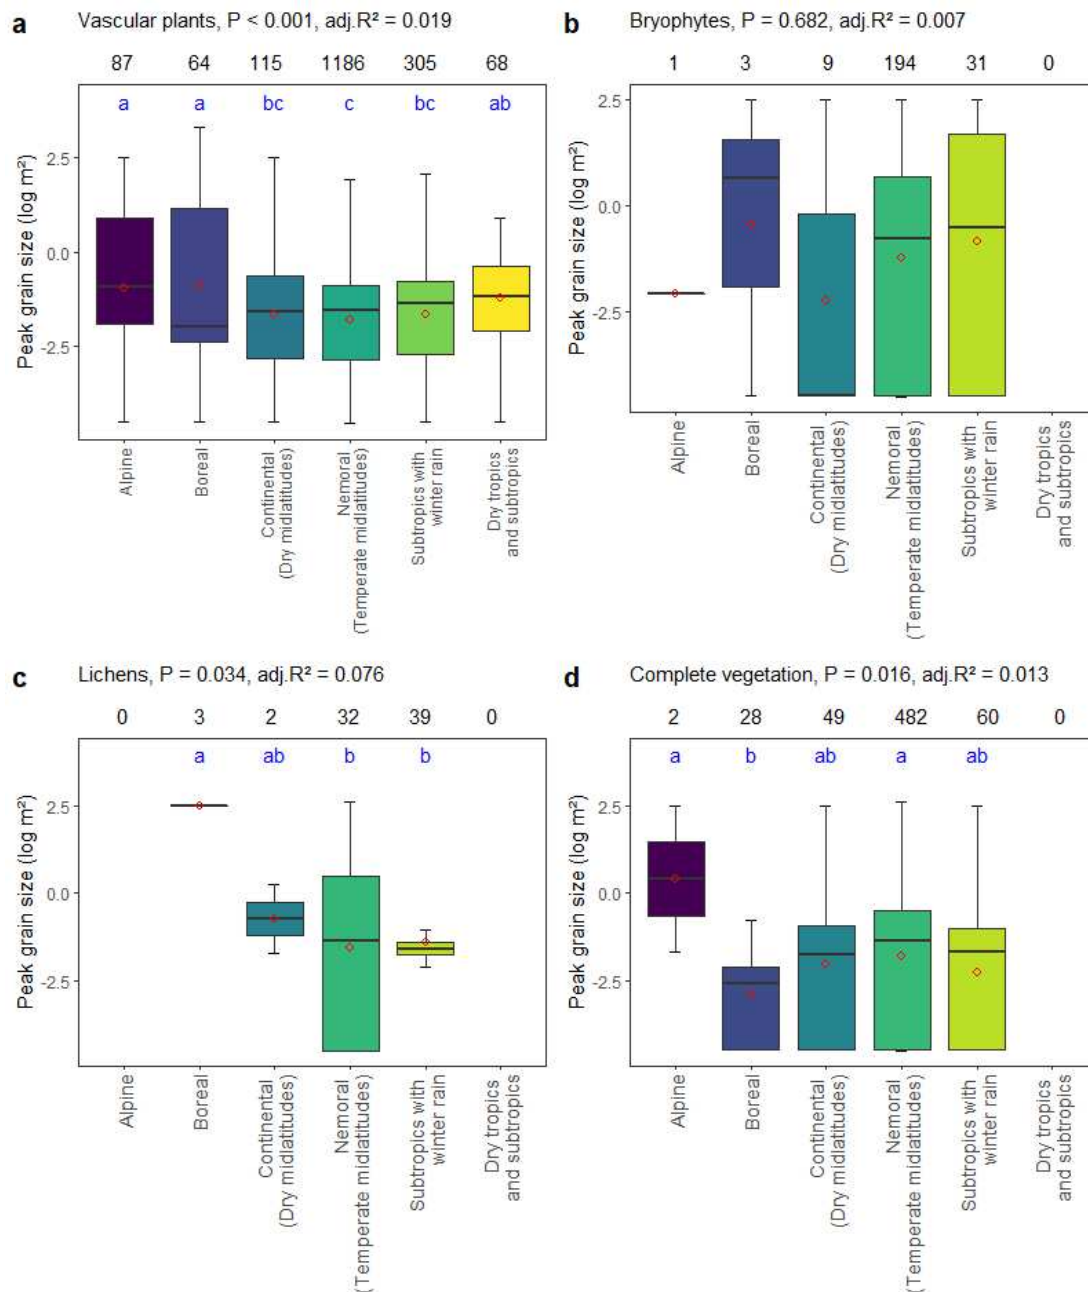 a Vascular plants, P < 0.001, adj.R² = 0.019
87 64 115 1186 305 68
a a bc c bc ab
Peak grain size (log m²)
2.5
0.0
-2.5
Alpine
Boreal
Continental
(Dry midlatitudes)
Nemoral
(Temperate midlatitudes)
Subtropics with
winter rain
Dry tropics
and subtropics
b Bryophytes, P = 0.682, adj.R² = 0.007
1 3 9 194 31 0
Peak grain size (log m²)
2.5
0.0
-2.5
Alpine
Boreal
Continental
(Dry midlatitudes)
Nemoral
(Temperate midlatitudes)
Subtropics with
winter rain
Dry tropics
and subtropics
c Lichens, P = 0.034, adj.R² = 0.076
0 3 2 32 39 0
a ab b b
Peak grain size (log m²)
2.5
0.0
-2.5
Alpine
Boreal
Continental
(Dry midlatitudes)
Nemoral
(Temperate midlatitudes)
Subtropics with
winter rain
Dry tropics
and subtropics
d Complete vegetation, P = 0.016, adj.R² = 0.013
2 28 49 482 60 0
a b ab a ab
Peak grain size (log m²)
2.5
0.0
-2.5
Alpine
Boreal
Continental
(Dry midlatitudes)
Nemoral
(Temperate midlatitudes)
Subtropics with
winter rain
Dry tropics
and subtropics